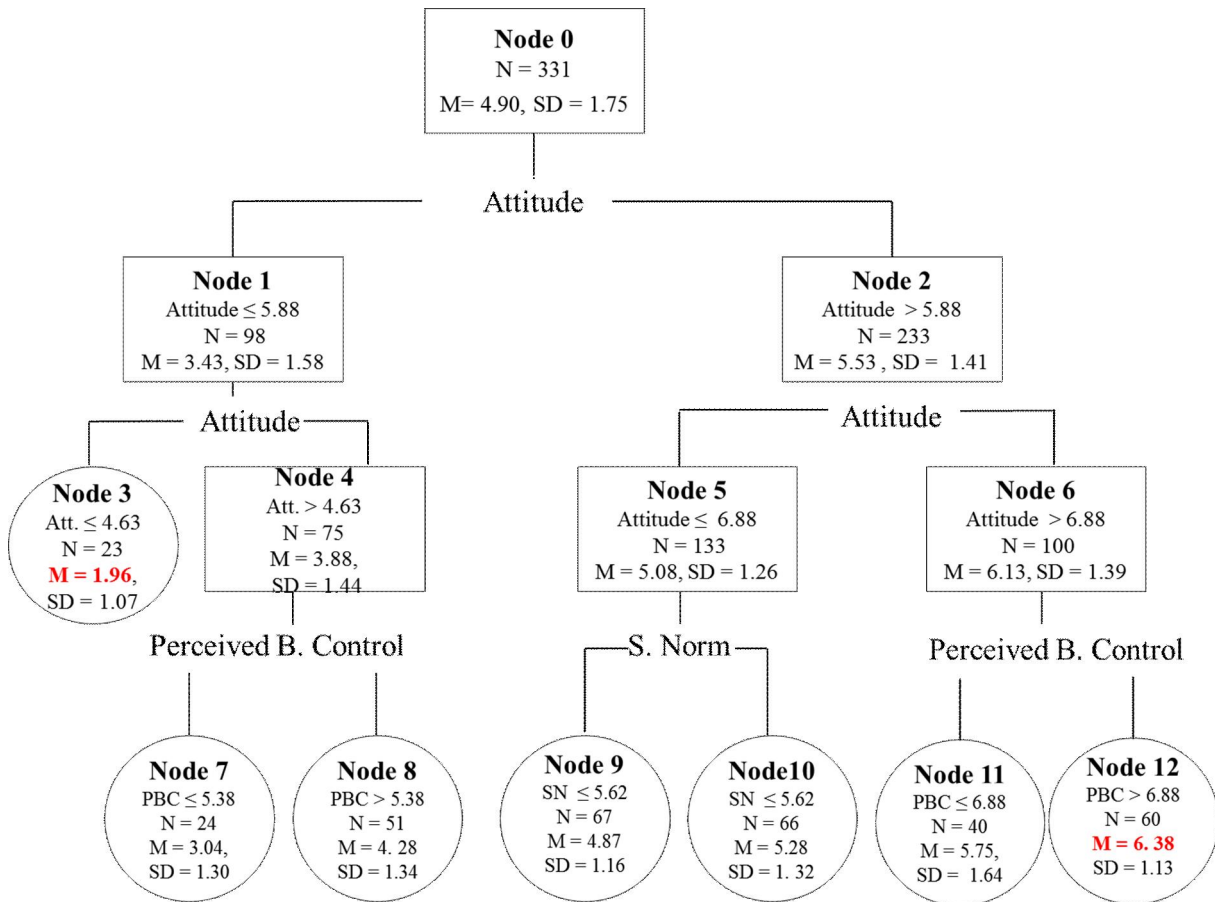 Node 0
N = 331
M= 4.90, SD = 1.75
Attitude
Node 1
Attitude ≤ 5.88
N = 98
M = 3.43, SD = 1.58
Node 2
Attitude > 5.88
N = 233
M = 5.53 , SD = 1.41
Attitude
Attitude
Node 3
Att. ≤ 4.63
N = 23
M = 1.96,
SD = 1.07
Node 4
Att. > 4.63
N = 75
M = 3.88,
SD = 1.44
Node 5
Attitude ≤ 6.88
N = 133
M = 5.08, SD = 1.26
Node 6
Attitude > 6.88
N = 100
M = 6.13, SD = 1.39
Perceived B. Control
S. Norm
Perceived B. Control
Node 7
PBC ≤ 5.38
N = 24
M = 3.04,
SD = 1.30
Node 8
PBC > 5.38
N = 51
M = 4. 28
SD = 1.34
Node 9
SN ≤ 5.62
N = 67
M = 4.87
SD = 1.16
Node10
SN ≤ 5.62
N = 66
M = 5.28
SD = 1. 32
Node 11
PBC ≤ 6.88
N = 40
M = 5.75,
SD = 1.64
Node 12
PBC > 6.88
N = 60
M = 6. 38
SD = 1.13